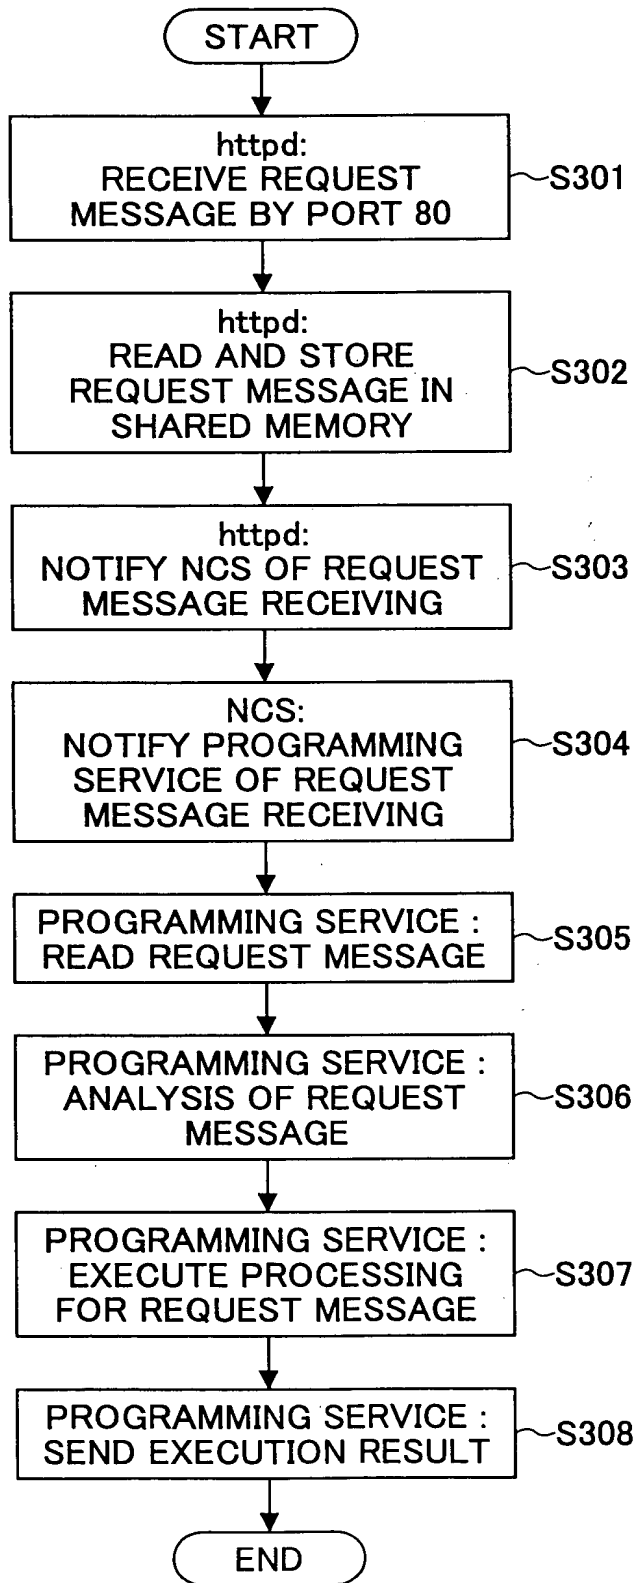 START
httpd:
RECEIVE REQUEST
MESSAGE BY PORT 80
S301
httpd:
READ AND STORE
REQUEST MESSAGE IN
SHARED MEMORY
S302
httpd:
NOTIFY NCS OF REQUEST
MESSAGE RECEIVING
S303
NCS:
NOTIFY PROGRAMMING
SERVICE OF REQUEST
MESSAGE RECEIVING
S304
PROGRAMMING SERVICE :
READ REQUEST MESSAGE
S305
PROGRAMMING SERVICE :
ANALYSIS OF REQUEST
MESSAGE
S306
PROGRAMMING SERVICE :
EXECUTE PROCESSING
FOR REQUEST MESSAGE
S307
PROGRAMMING SERVICE :
SEND EXECUTION RESULT
S308
END